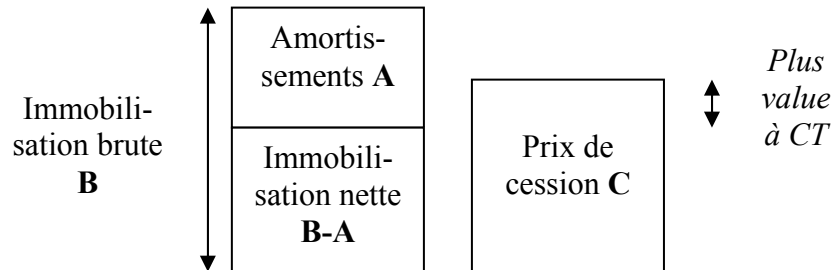 Immobili-
sation brute
B
Amortis-
sements A
Immobili-
sation nette
B-A
Prix de
cession C
Plus
value
à CT